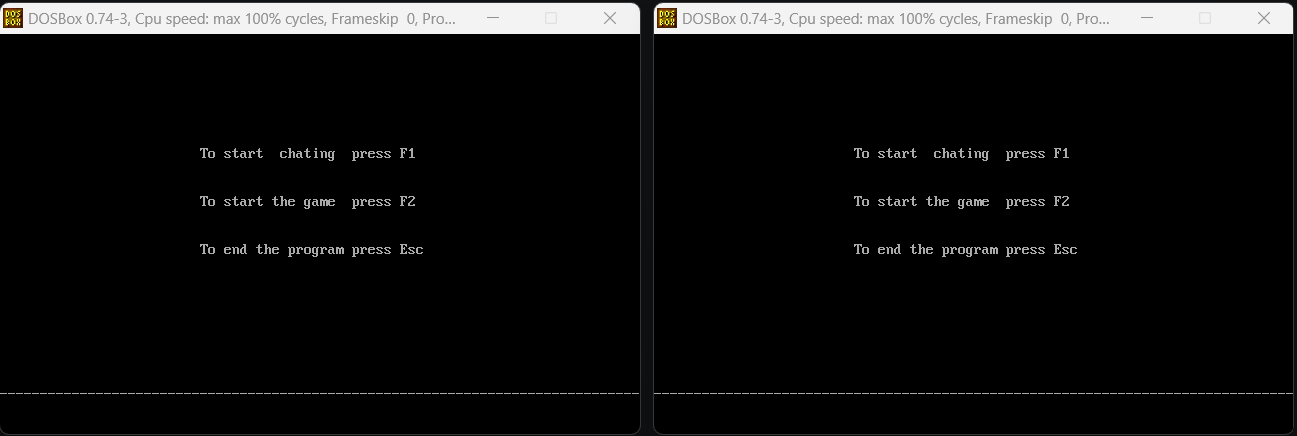 DOSBox 0.74-3, Cpu speed: max 100% cycles, Frameskip  0, Pro...
To start  chating  press F1
To start the game  press F2
To end the program press Esc
DOSBox 0.74-3, Cpu speed: max 100% cycles, Frameskip  0, Pro...
To start  chating  press F1
To start the game  press F2
To end the program press Esc